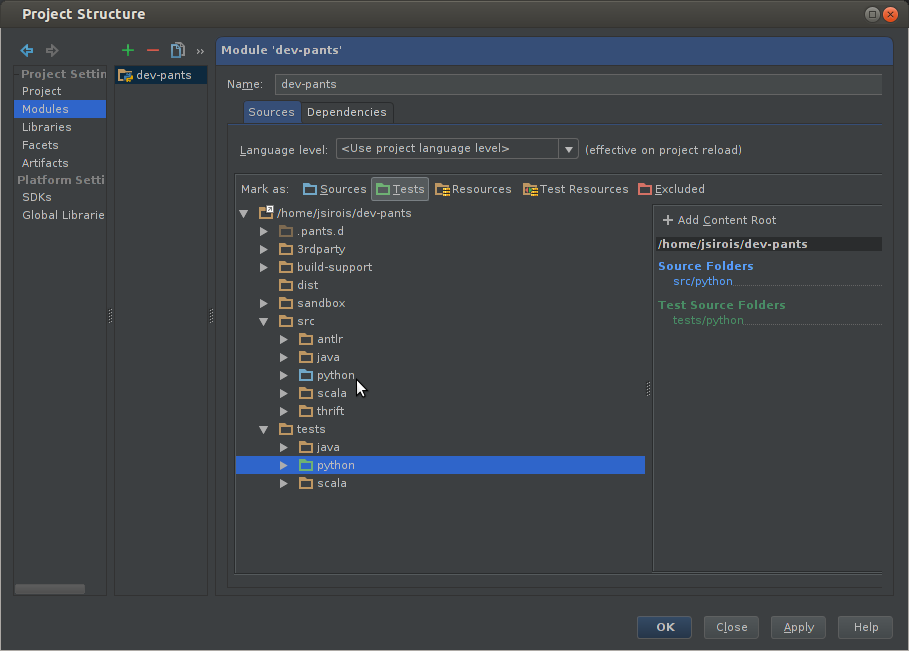 Project Structure
Project Settin
Project
Modules
Libraries
Facets
Artifacts
Platform Setti
SDKs
Global Librarie
»
dev-pants
Module 'dev-pants'
Name: dev-pants
Sources Dependencies
Language level: <Use project language level> (effective on project reload)
Mark as: Sources Tests Resources Test Resources Excluded
/home/jsirois/dev-pants
.pants.d
3rdparty
build-support
dist
sandbox
src
antlr
java
python
scala
thrift
tests
java
python
scala
+ Add Content Root
/home/jsirois/dev-pants
Source Folders
src/python
Test Source Folders
tests/python
OK Close Apply Help